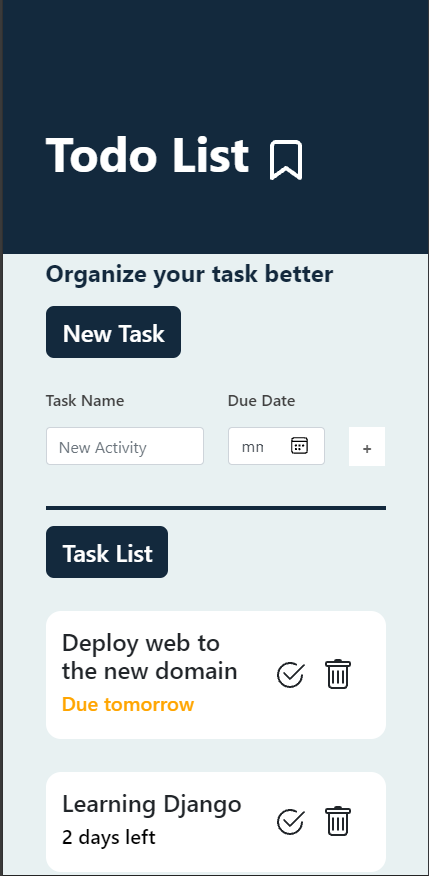 Todo List
Organize your task better
New Task
Task Name Due Date
New Activity mn +
Task List
Deploy web to
the new domain
Due tomorrow
Learning Django
2 days left